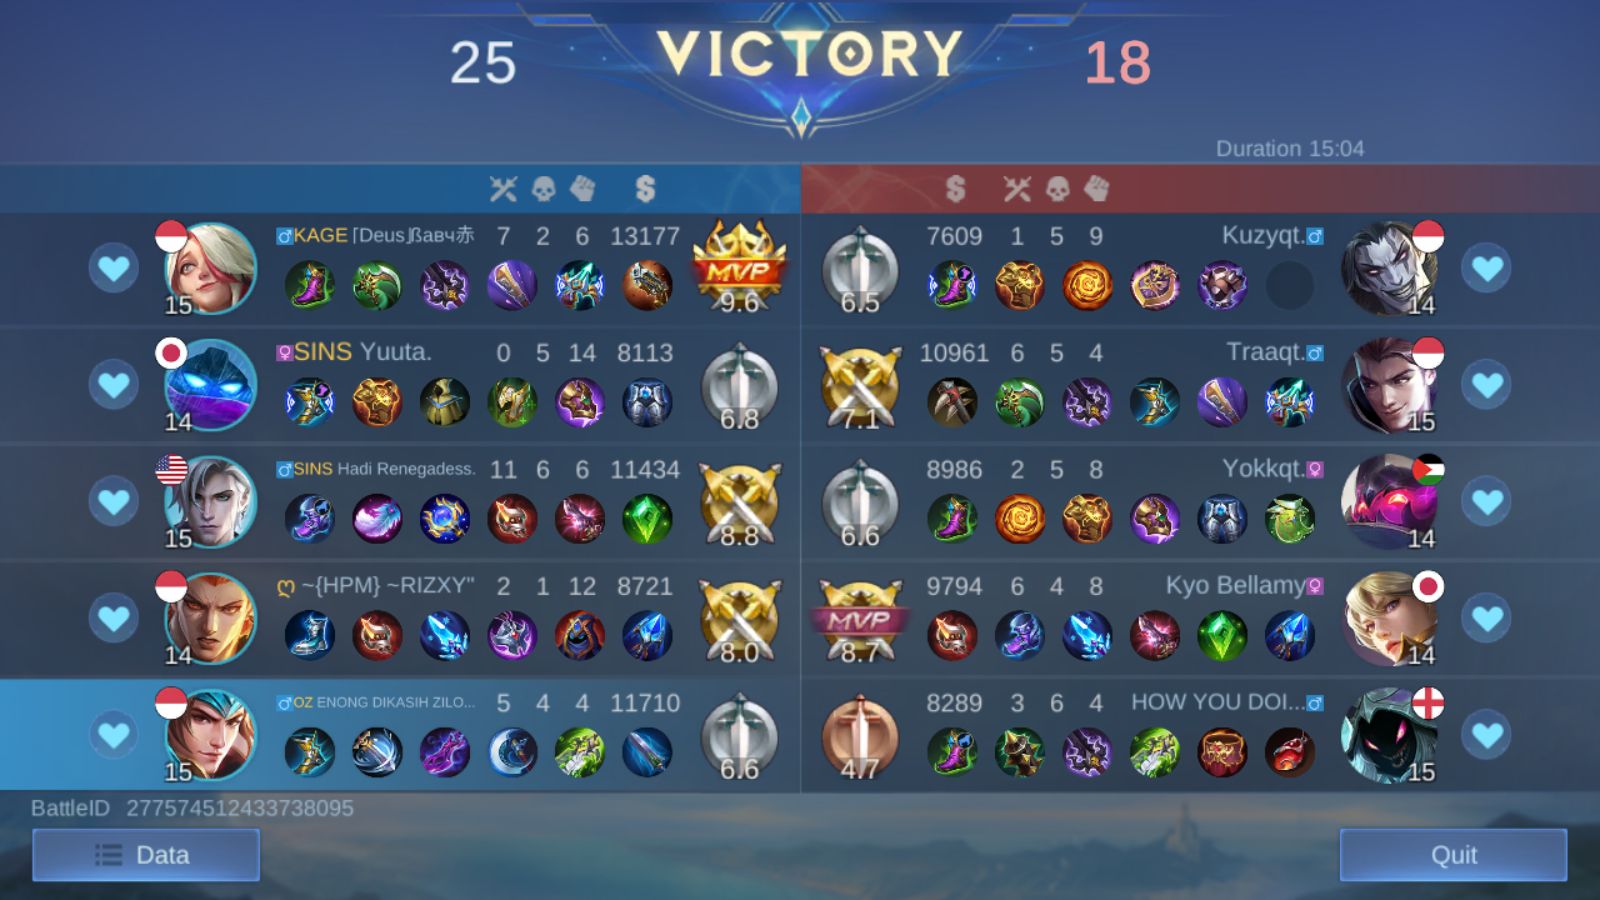 25 VICTORY 18
Duration 15:04
KAGE ⌈Deus⌋ßавч赤 7 2 6 13177 MVP 9.6
15
6.5 7609 1 5 9 Kuzyqt.
14
SINS Yuuta. 0 5 14 8113 6.8
14
7.1 10961 6 5 4 Traaqt.
15
SINS Hadi Renegadess. 11 6 6 11434 8.8
15
6.6 8986 2 5 8 Yokkqt.
14
ღ ~{HPM} ~RIZXY" 2 1 12 8721 8.0
14
MVP 8.7 9794 6 4 8 Kyo Bellamy
14
OZ ENONG DIKASIH ZILO... 5 4 4 11710 6.6
15
4.7 8289 3 6 4 HOW YOU DOI...
15
BattleID 277574512433738095
Data
Quit